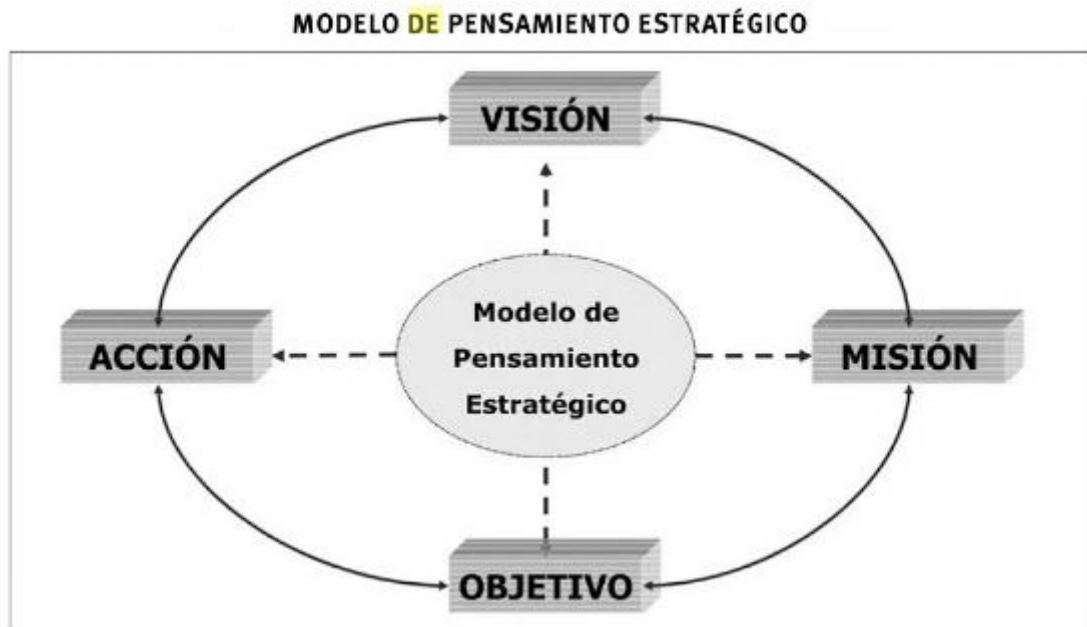 MODELO DE PENSAMIENTO ESTRATÉGICO
VISIÓN
ACCIÓN
Modelo de
Pensamiento
Estratégico
MISIÓN
OBJETIVO